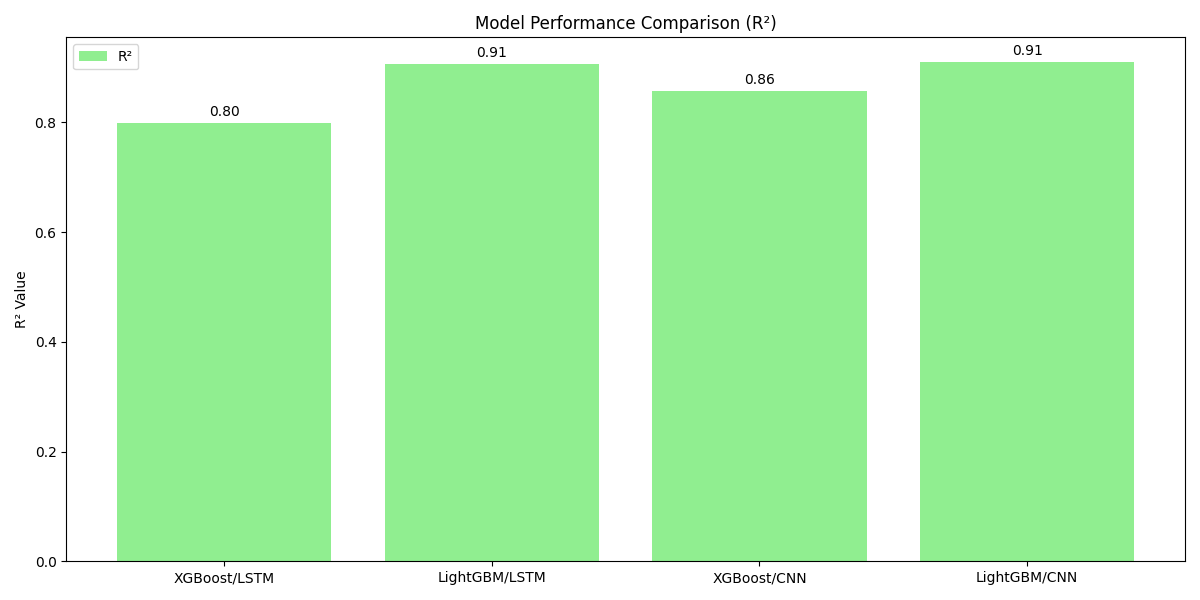 Model Performance Comparison (R²)
R²
0.80
0.91
0.86
0.91
R² Value
0.8
0.6
0.4
0.2
0.0
XGBoost/LSTM
LightGBM/LSTM
XGBoost/CNN
LightGBM/CNN